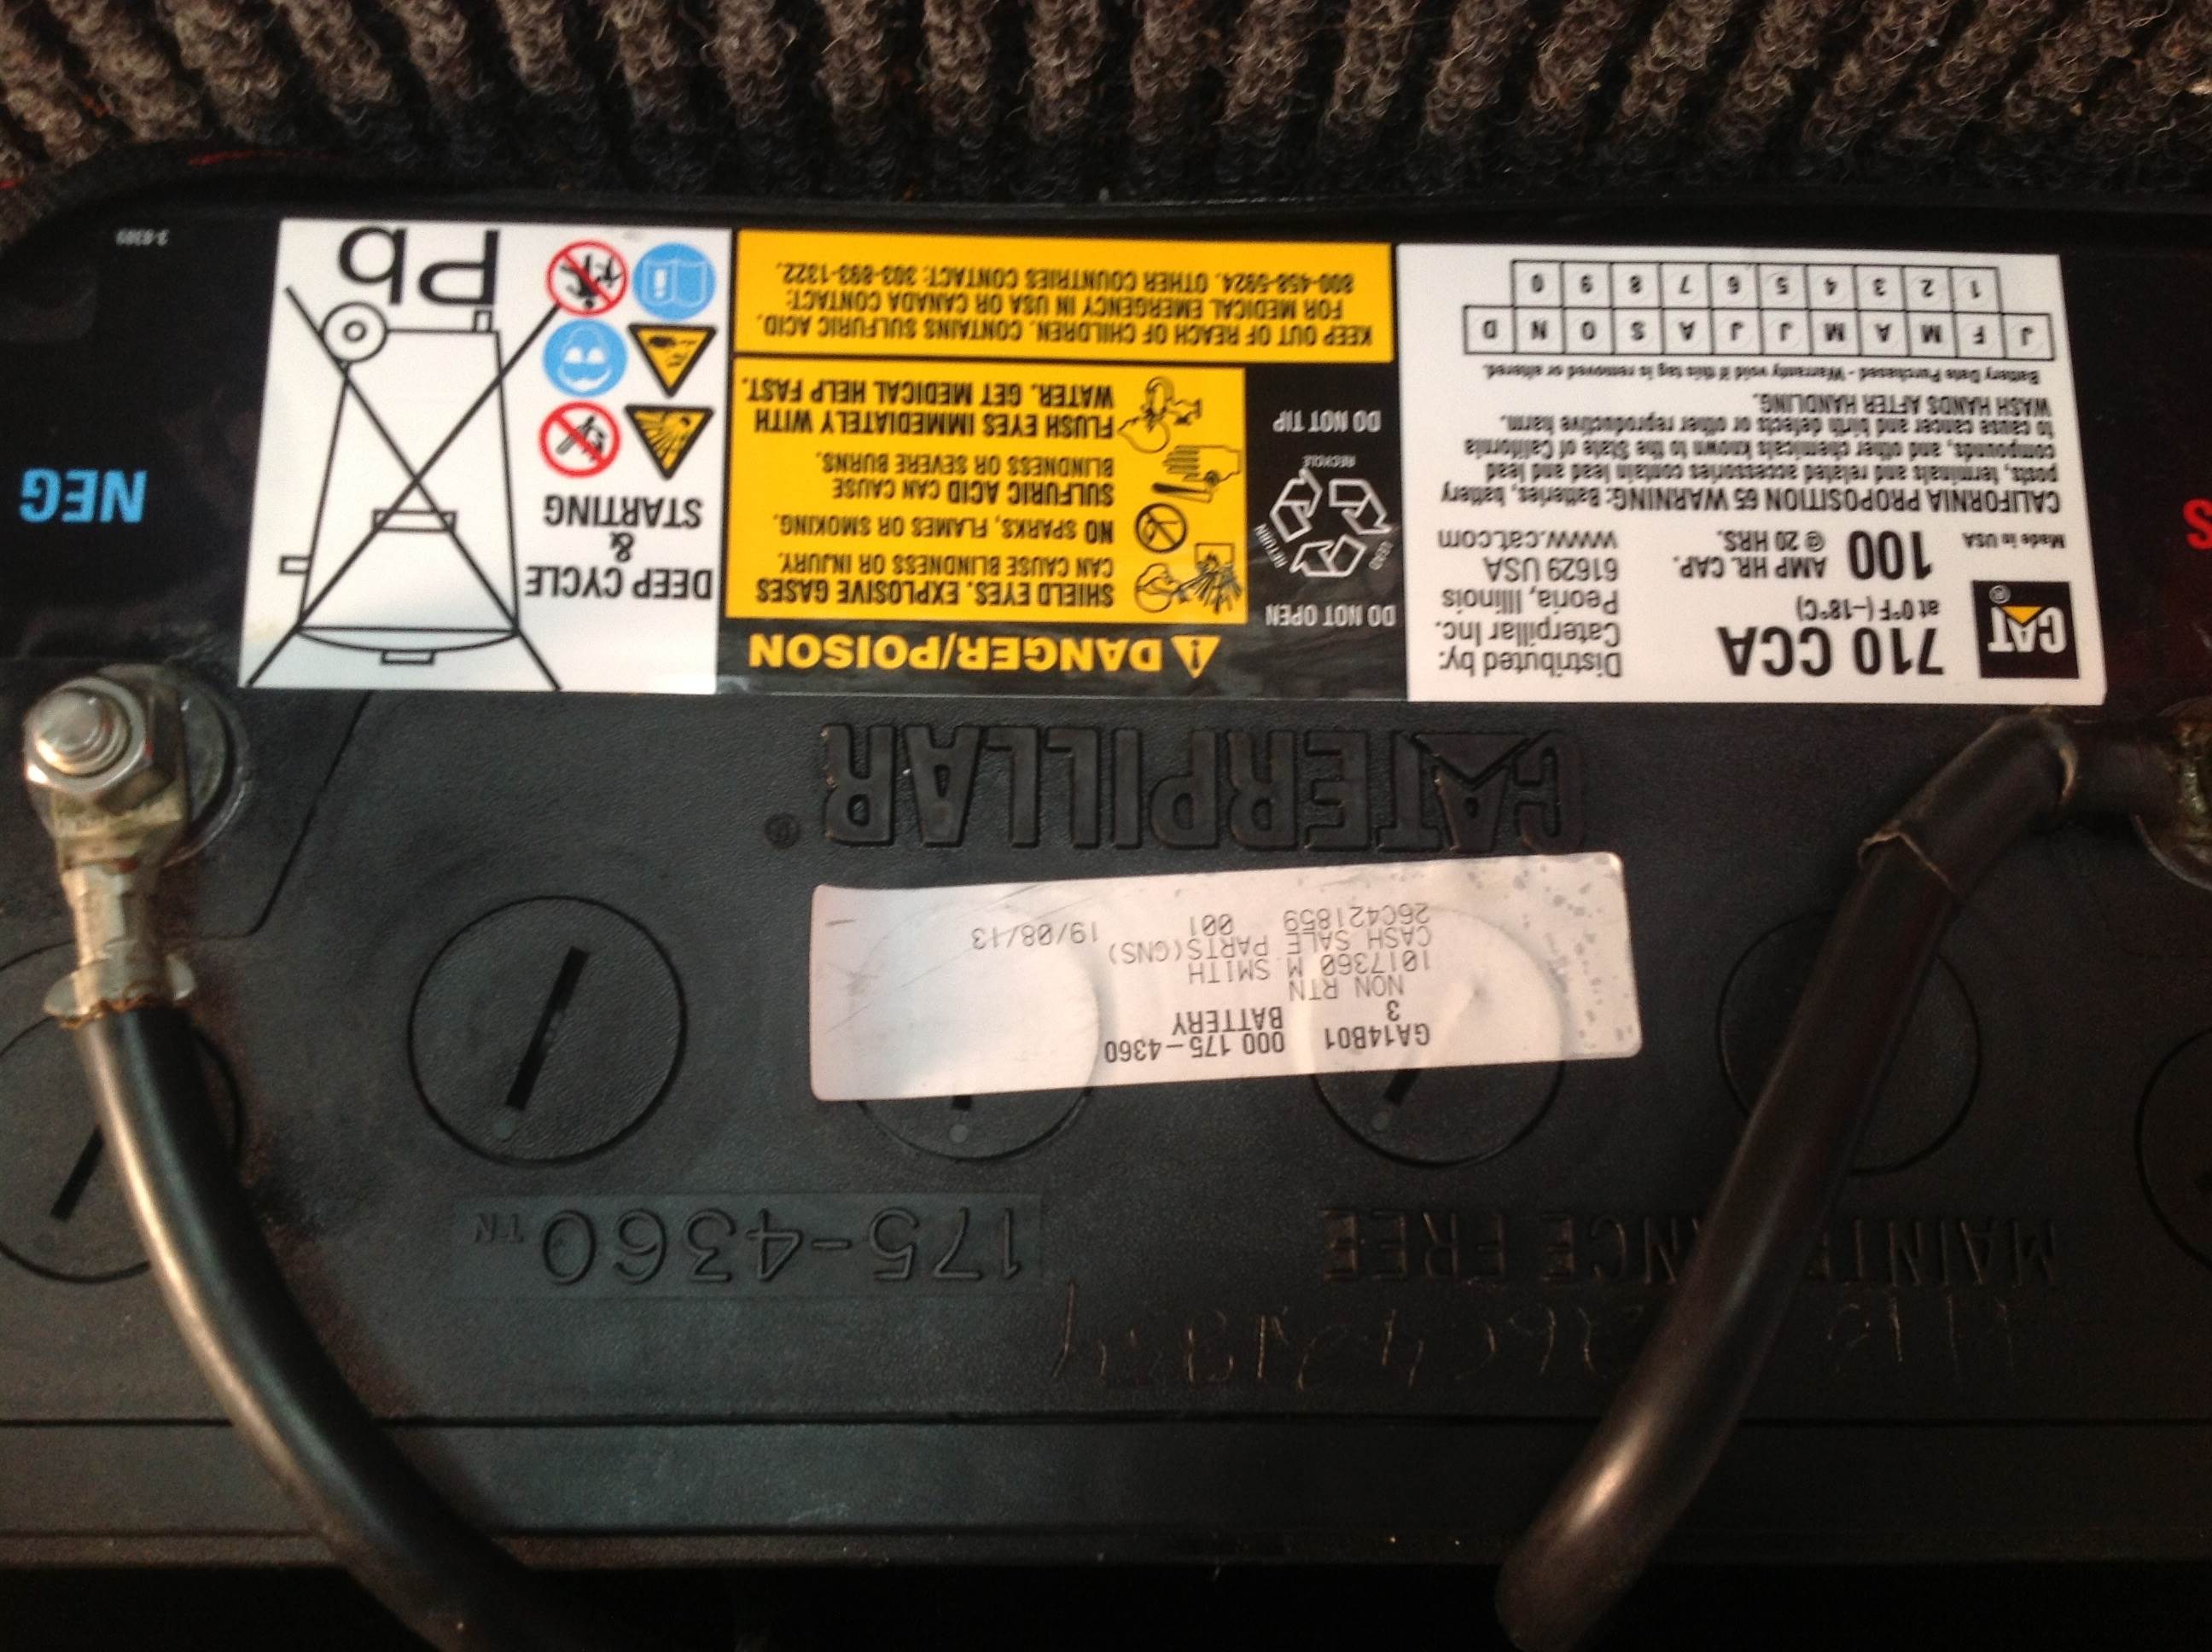 MAINTENANCE FREE
175-4360 TN
GA14B01 000 175-4360
3 BATTERY
NON RTN
1017360 M SMITH
CASH SALE PARTS(GNS)
26C421859 001 19/08/13
CATERPILLAR®
CAT®
710 CCA
at 0°F (-18°C)
100 AMP HR. CAP.
@ 20 HRS.
Made in USA
Distributed by:
Caterpillar Inc.
Peoria, Illinois
61629 USA
www.cat.com
CALIFORNIA PROPOSITION 65 WARNING: Batteries, battery
posts, terminals and related accessories contain lead and lead
compounds, and other chemicals known to the State of California
to cause cancer and birth defects or other reproductive harm.
WASH HANDS AFTER HANDLING.
Battery Date Purchased - Warranty void if this tag is removed or altered.
J F M A M J J A S O N D
1 2 3 4 5 6 7 8 9 0
DANGER/POISON
DO NOT OPEN
RETURN
LEAD
RECYCLE
DO NOT TIP
SHIELD EYES. EXPLOSIVE GASES
CAN CAUSE BLINDNESS OR INJURY.
NO SPARKS, FLAMES OR SMOKING.
SULFURIC ACID CAN CAUSE
BLINDNESS OR SEVERE BURNS.
FLUSH EYES IMMEDIATELY WITH
WATER. GET MEDICAL HELP FAST.
KEEP OUT OF REACH OF CHILDREN. CONTAINS SULFURIC ACID.
FOR MEDICAL EMERGENCY IN USA OR CANADA CONTACT:
800-458-5924. OTHER COUNTRIES CONTACT: 303-893-1322.
DEEP CYCLE
&
STARTING
Pb
NEG